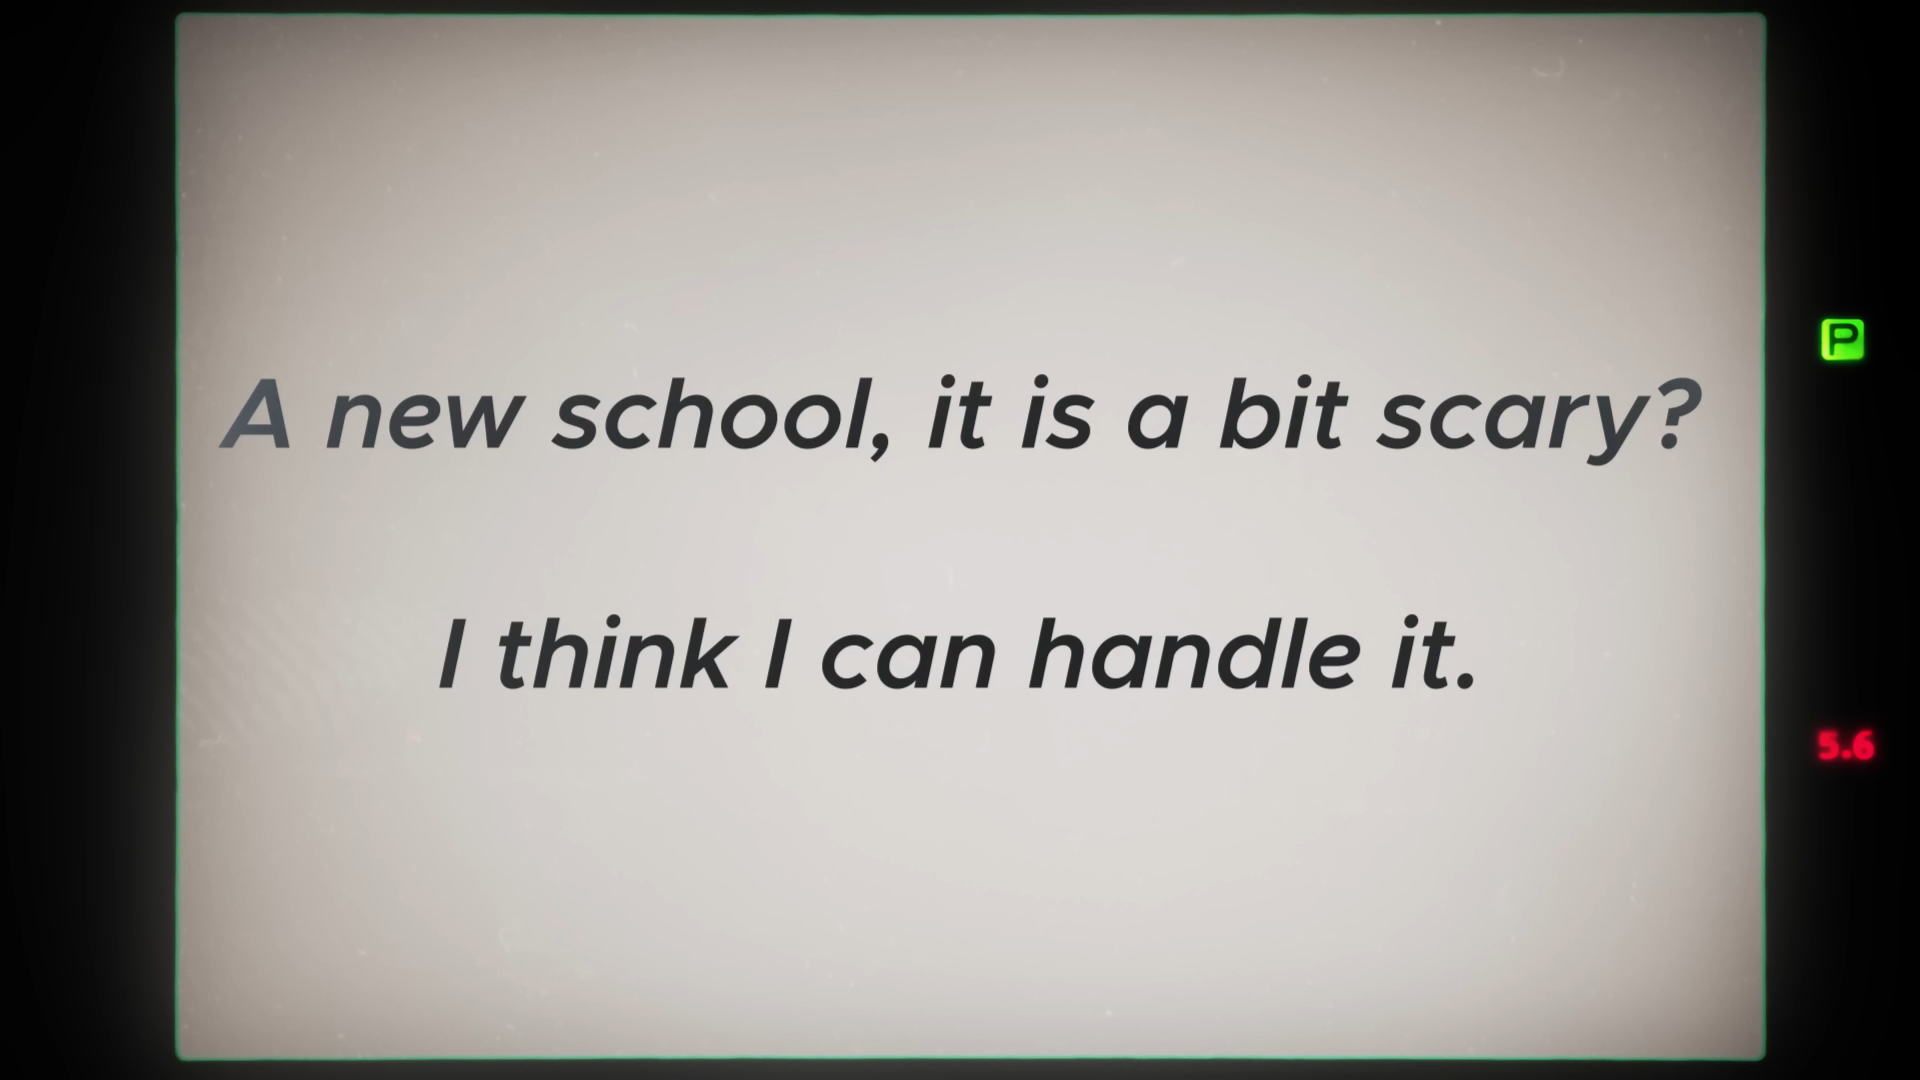 A new school, it is a bit scary?
I think I can handle it.
P
5.6